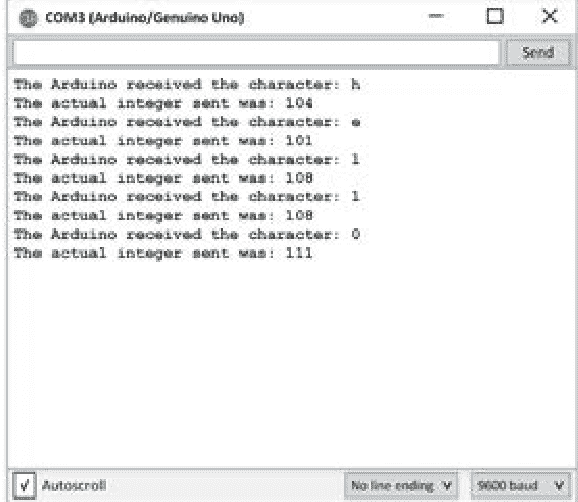 COM3 (Arduino/Genuino Uno)
Send
The Arduino received the character: h
The actual integer sent was: 104
The Arduino received the character: e
The actual integer sent was: 101
The Arduino received the character: l
The actual integer sent was: 108
The Arduino received the character: l
The actual integer sent was: 108
The Arduino received the character: 0
The actual integer sent was: 111
Autoscroll
No line ending
9600 baud